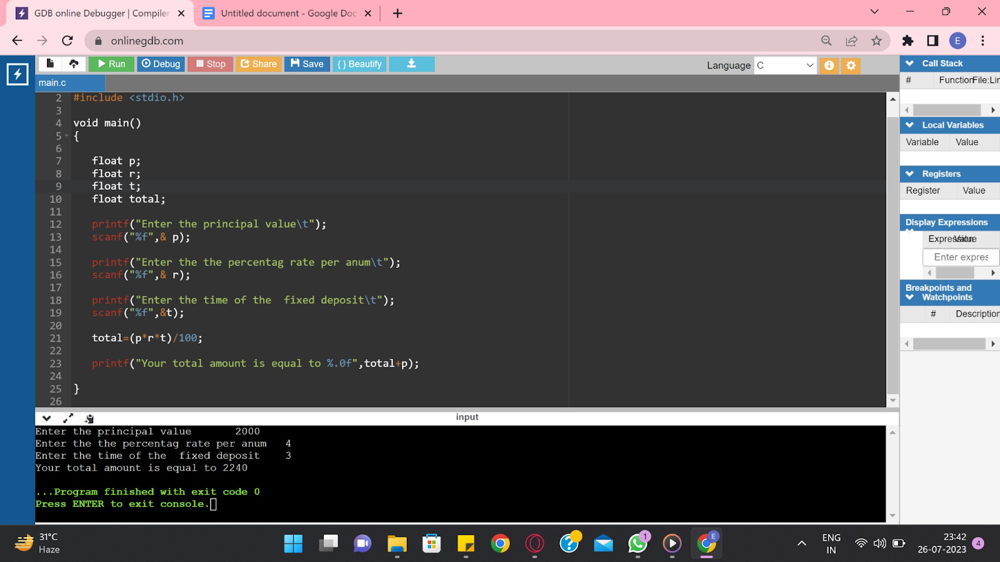 GDB online Debugger | Compiler
Untitled document - Google Doc
onlinegdb.com
E
Run
Debug
Stop
Share
Save
{ } Beautify
Language
C
main.c
2 #include <stdio.h>
3
4 void main()
5 {
6
7 float p;
8 float r;
9 float t;
10 float total;
11
12 printf("Enter the principal value\t");
13 scanf("%f",& p);
14
15 printf("Enter the the percentag rate per anum\t");
16 scanf("%f",& r);
17
18 printf("Enter the time of the  fixed deposit\t");
19 scanf("%f",&t);
20
21 total=(p*r*t)/100;
22
23 printf("Your total amount is equal to %.0f",total+p);
24
25 }
26
input
Enter the principal value 2000
Enter the the percentag rate per anum 4
Enter the time of the  fixed deposit 3
Your total amount is equal to 2240
...Program finished with exit code 0
Press ENTER to exit console.
Call Stack
# Function File:Lin
Local Variables
Variable Value
Registers
Register Value
Display Expressions
Expression Value
Enter expres
Breakpoints and
Watchpoints
# Description
31°C
Haze
1
E
ENG
IN
23:42
26-07-2023
4